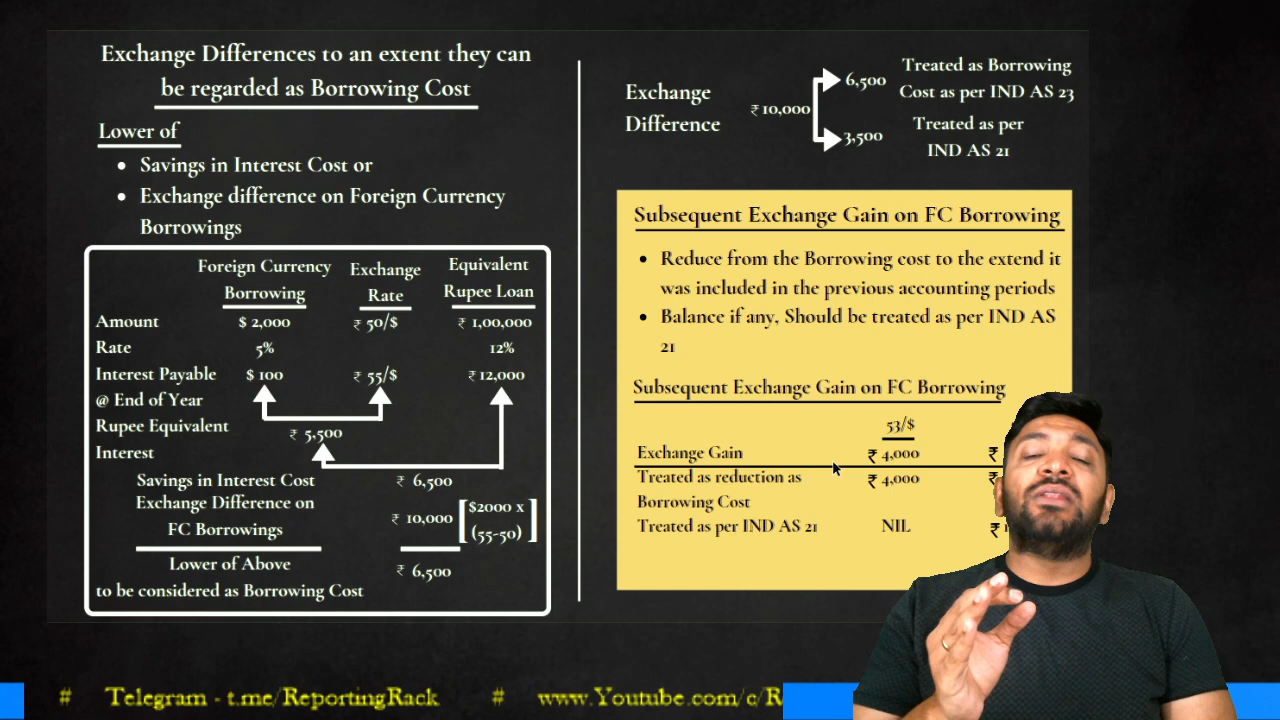 Exchange Differences to an extent they can
be regarded as Borrowing Cost
Lower of
• Savings in Interest Cost or
• Exchange difference on Foreign Currency
Borrowings
Foreign Currency Borrowing Exchange Rate Equivalent Rupee Loan
Amount $ 2,000 ₹ 50/$ ₹ 1,00,000
Rate 5% 12%
Interest Payable $ 100 ₹ 55/$ ₹ 12,000
@ End of Year
Rupee Equivalent ₹ 5,500
Interest
Savings in Interest Cost ₹ 6,500
Exchange Difference on
FC Borrowings ₹ 10,000 [$2000 x (55-50)]
Lower of Above ₹ 6,500
to be considered as Borrowing Cost
Exchange
Difference
₹ 10,000
6,500 Treated as Borrowing
Cost as per IND AS 23
3,500 Treated as per
IND AS 21
Subsequent Exchange Gain on FC Borrowing
• Reduce from the Borrowing cost to the extend it
was included in the previous accounting periods
• Balance if any, Should be treated as per IND AS
21
Subsequent Exchange Gain on FC Borrowing
53/$
Exchange Gain ₹ 4,000 ₹
Treated as reduction as ₹ 4,000 ₹
Borrowing Cost
Treated as per IND AS 21 NIL ₹
# Telegram - t.me/ReportingRack # www.Youtube.com/c/R